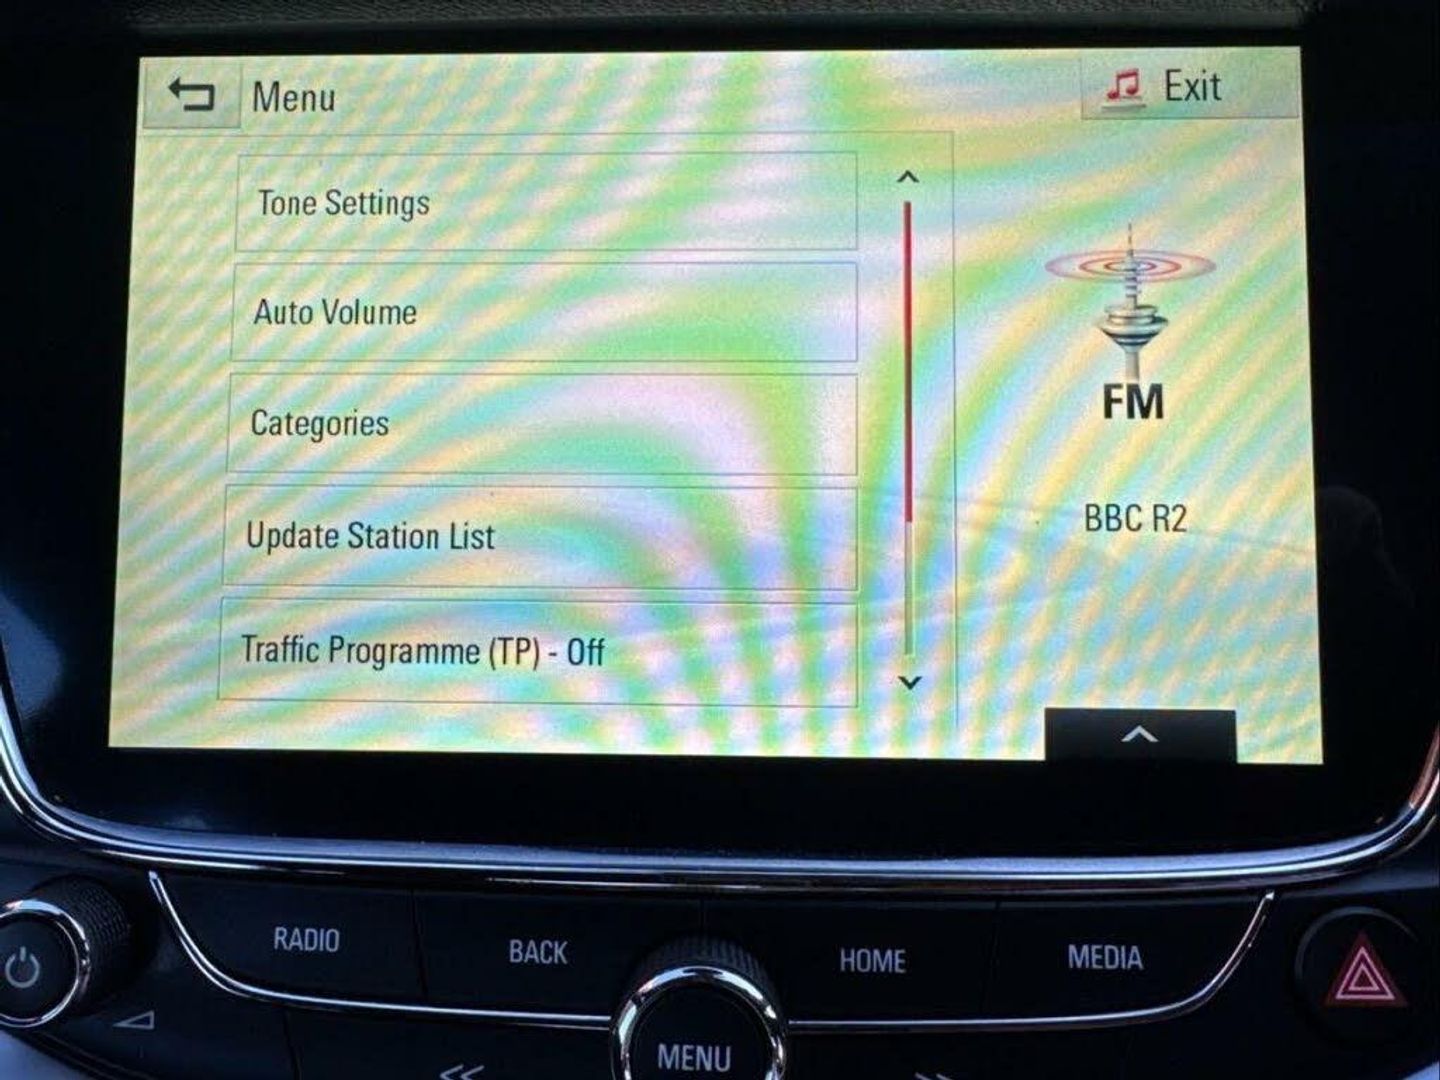 Menu
Exit
Tone Settings
Auto Volume
Categories
Update Station List
Traffic Programme (TP) - Off
FM
BBC R2
RADIO
BACK
HOME
MEDIA
MENU